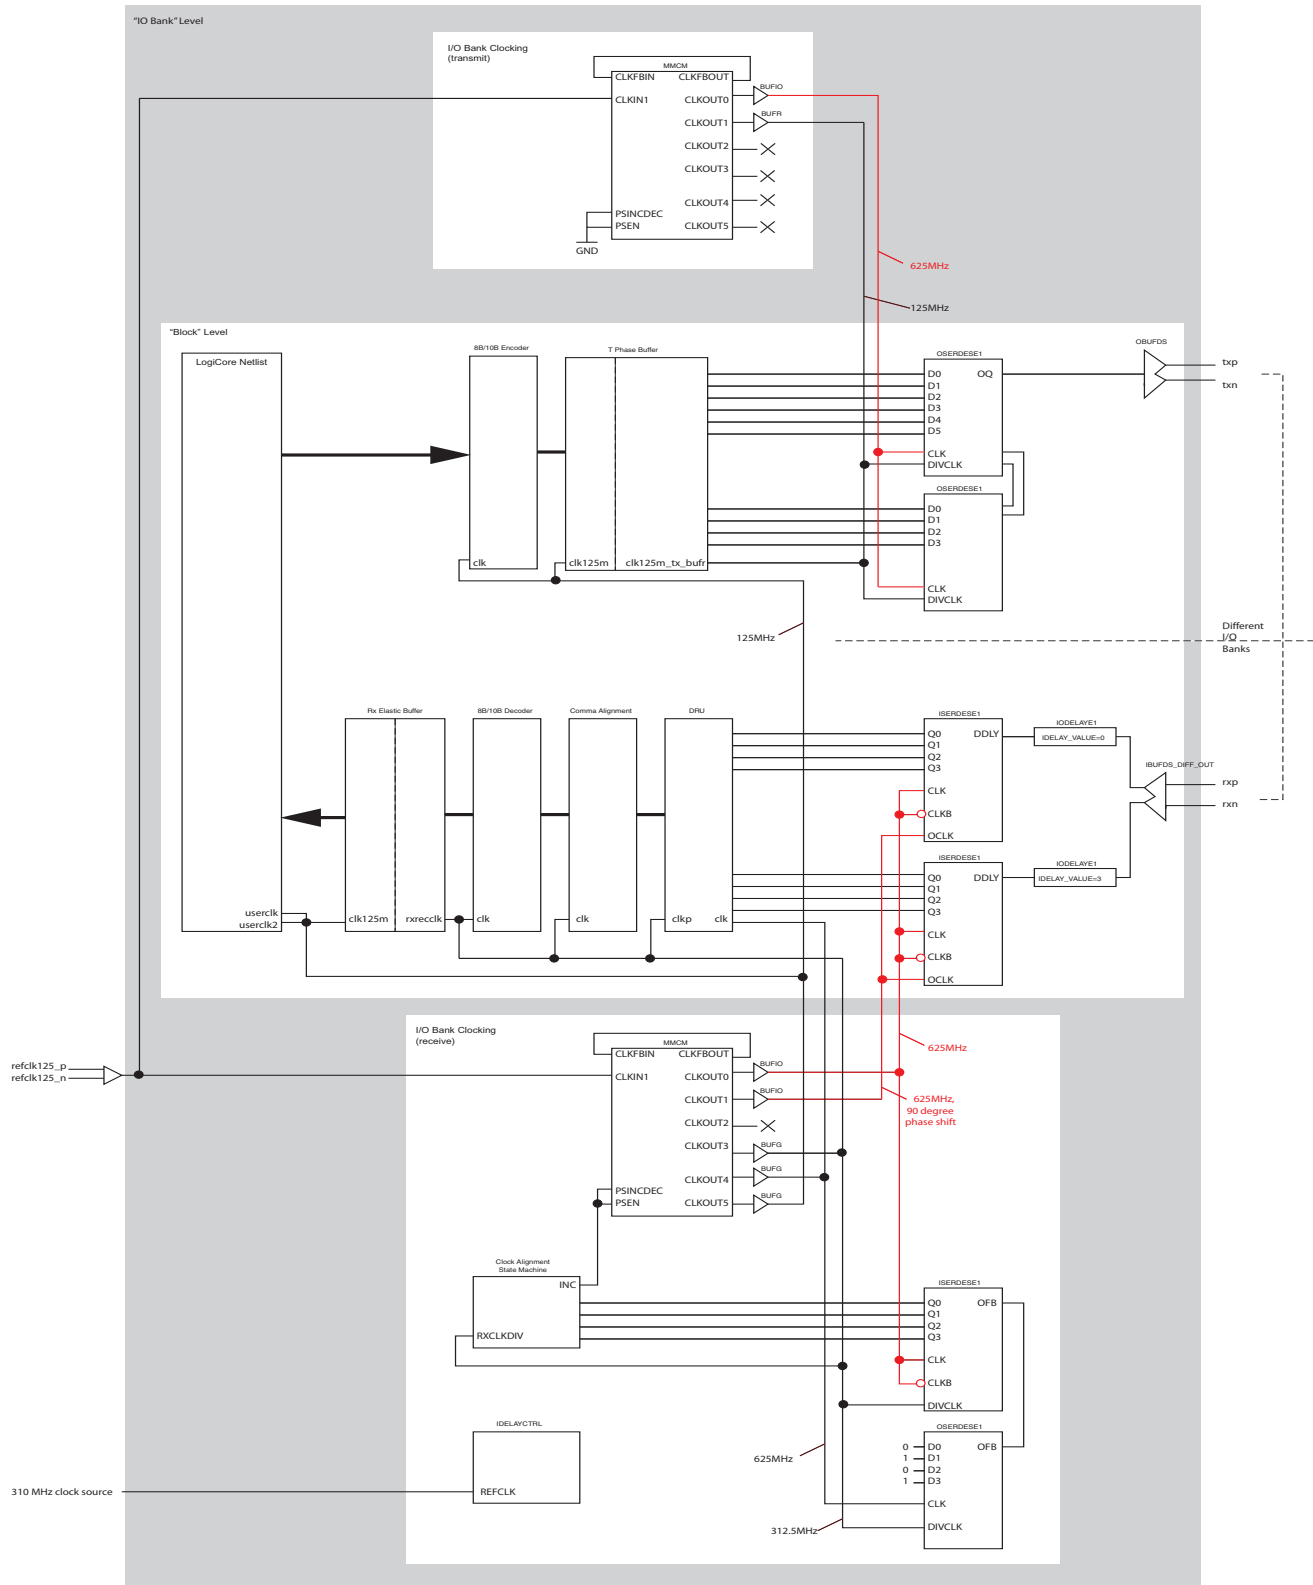 "IO Bank" Level
I/O Bank Clocking
(transmit)
MMCM
CLKFBIN
CLKFBOUT
CLKIN1
CLKOUT0
BUFIO
CLKOUT1
BUFR
CLKOUT2
CLKOUT3
CLKOUT4
CLKOUT5
PSINCDEC
PSEN
GND
625MHz
125MHz
"Block" Level
LogiCore Netlist
8B/10B Encoder
clk
T Phase Buffer
clk125m
clk125m_tx_bufr
OSERDESE1
D0
OQ
D1
D2
D3
D4
D5
CLK
DIVCLK
OSERDESE1
D0
D1
D2
D3
CLK
DIVCLK
OBUFDS
txp
txn
125MHz
Different
I/O
Banks
userclk
userclk2
Rx Elastic Buffer
clk125m
rxrecclk
8B/10B Decoder
clk
Comma Alignment
clk
DRU
clkp
clk
ISERDESE1
Q0
DDLY
Q1
Q2
Q3
CLK
CLKB
OCLK
IODELAYE1
IDELAY_VALUE=0
IBUFDS_DIFF_OUT
rxp
rxn
ISERDESE1
Q0
DDLY
Q1
Q2
Q3
CLK
CLKB
OCLK
IODELAYE1
IDELAY_VALUE=3
I/O Bank Clocking
(receive)
refclk125_p
refclk125_n
MMCM
CLKFBIN
CLKFBOUT
CLKIN1
CLKOUT0
BUFIO
CLKOUT1
BUFIO
CLKOUT2
CLKOUT3
BUFG
CLKOUT4
BUFG
CLKOUT5
BUFG
PSINCDEC
PSEN
625MHz
625MHz,
90 degree
phase shift
Clock Alignment
State Machine
INC
RXCLKDIV
ISERDESE1
Q0
OFB
Q1
Q2
Q3
CLK
CLKB
DIVCLK
IDELAYCTRL
REFCLK
310 MHz clock source
OSERDESE1
0 D0
OFB
1 D1
0 D2
1 D3
CLK
DIVCLK
625MHz
312.5MHz